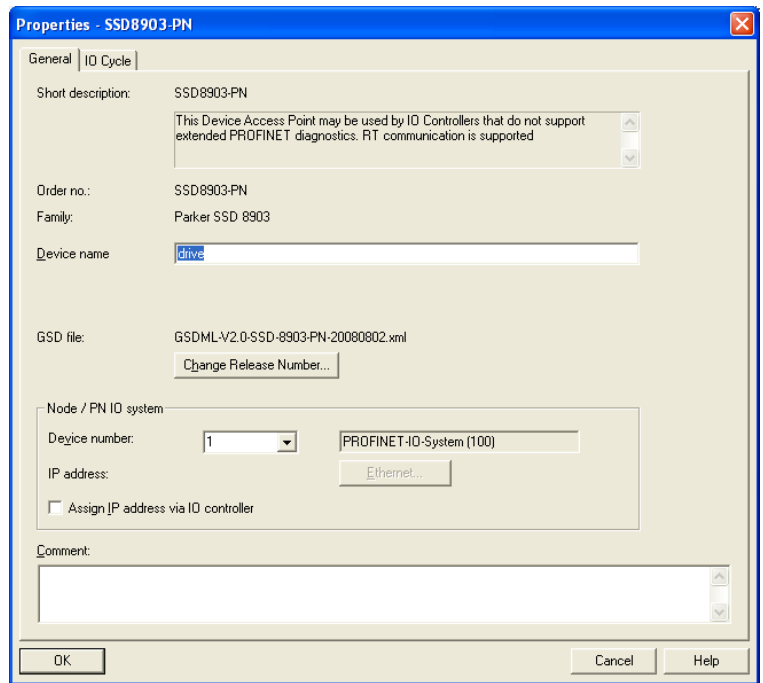 Properties - SSD8903-PN
General
IO Cycle
Short description:
SSD8903-PN
This Device Access Point may be used by IO Controllers that do not support
extended PROFINET diagnostics. RT communication is supported
Order no.:
SSD8903-PN
Family:
Parker SSD 8903
Device name
drive
GSD file:
GSDML-V2.0-SSD-8903-PN-20080802.xml
Change Release Number...
Node / PN IO system
Device number:
1
PROFINET-IO-System (100)
IP address:
Ethernet...
Assign IP address via IO controller
Comment:
OK
Cancel
Help